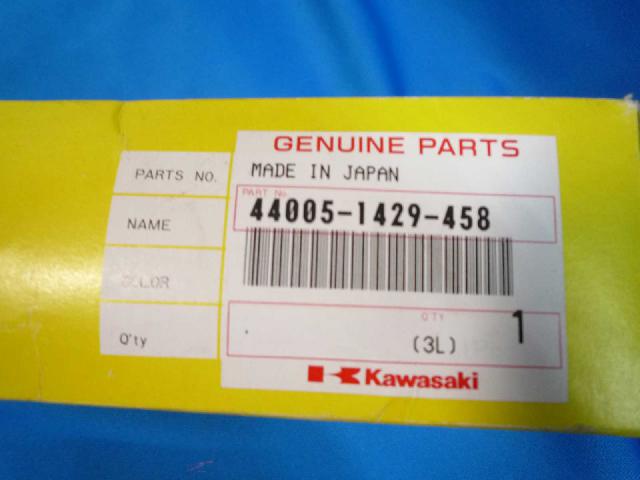 GENUINE PARTS
MADE IN JAPAN
PARTS NO.
PART No.
44005-1429-458
NAME
COLOR
Q'ty
Q'TY
1
(3L)
Kawasaki